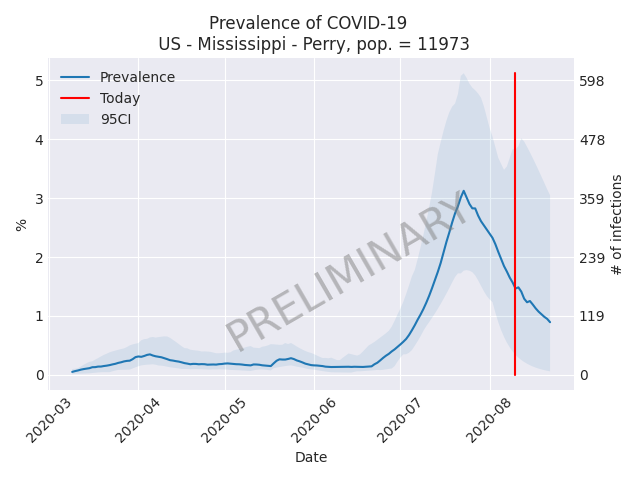 Prevalence of COVID-19
US - Mississippi - Perry, pop. = 11973
Prevalence
Today
95CI
5
4
3
2
1
0
%
598
478
359
239
119
0
# of infections
PRELIMINARY
2020-03
2020-04
2020-05
2020-06
2020-07
2020-08
Date